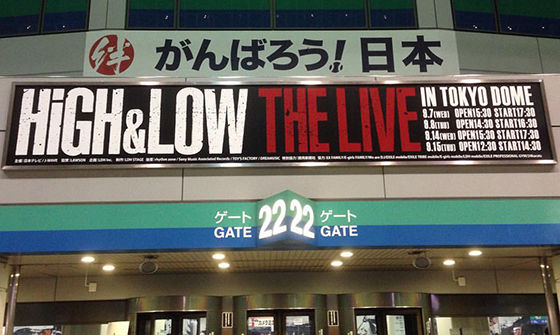 絆 がんばろう！日本
HiGH&LOW THE LIVE
IN TOKYO DOME
9.7(WED) OPEN15:30 START17:30
9.8(THU) OPEN14:30 START16:30
9.14(WED) OPEN15:30 START17:30
9.15(THU) OPEN12:30 START14:30
ゲート 22 22 ゲート
GATE GATE